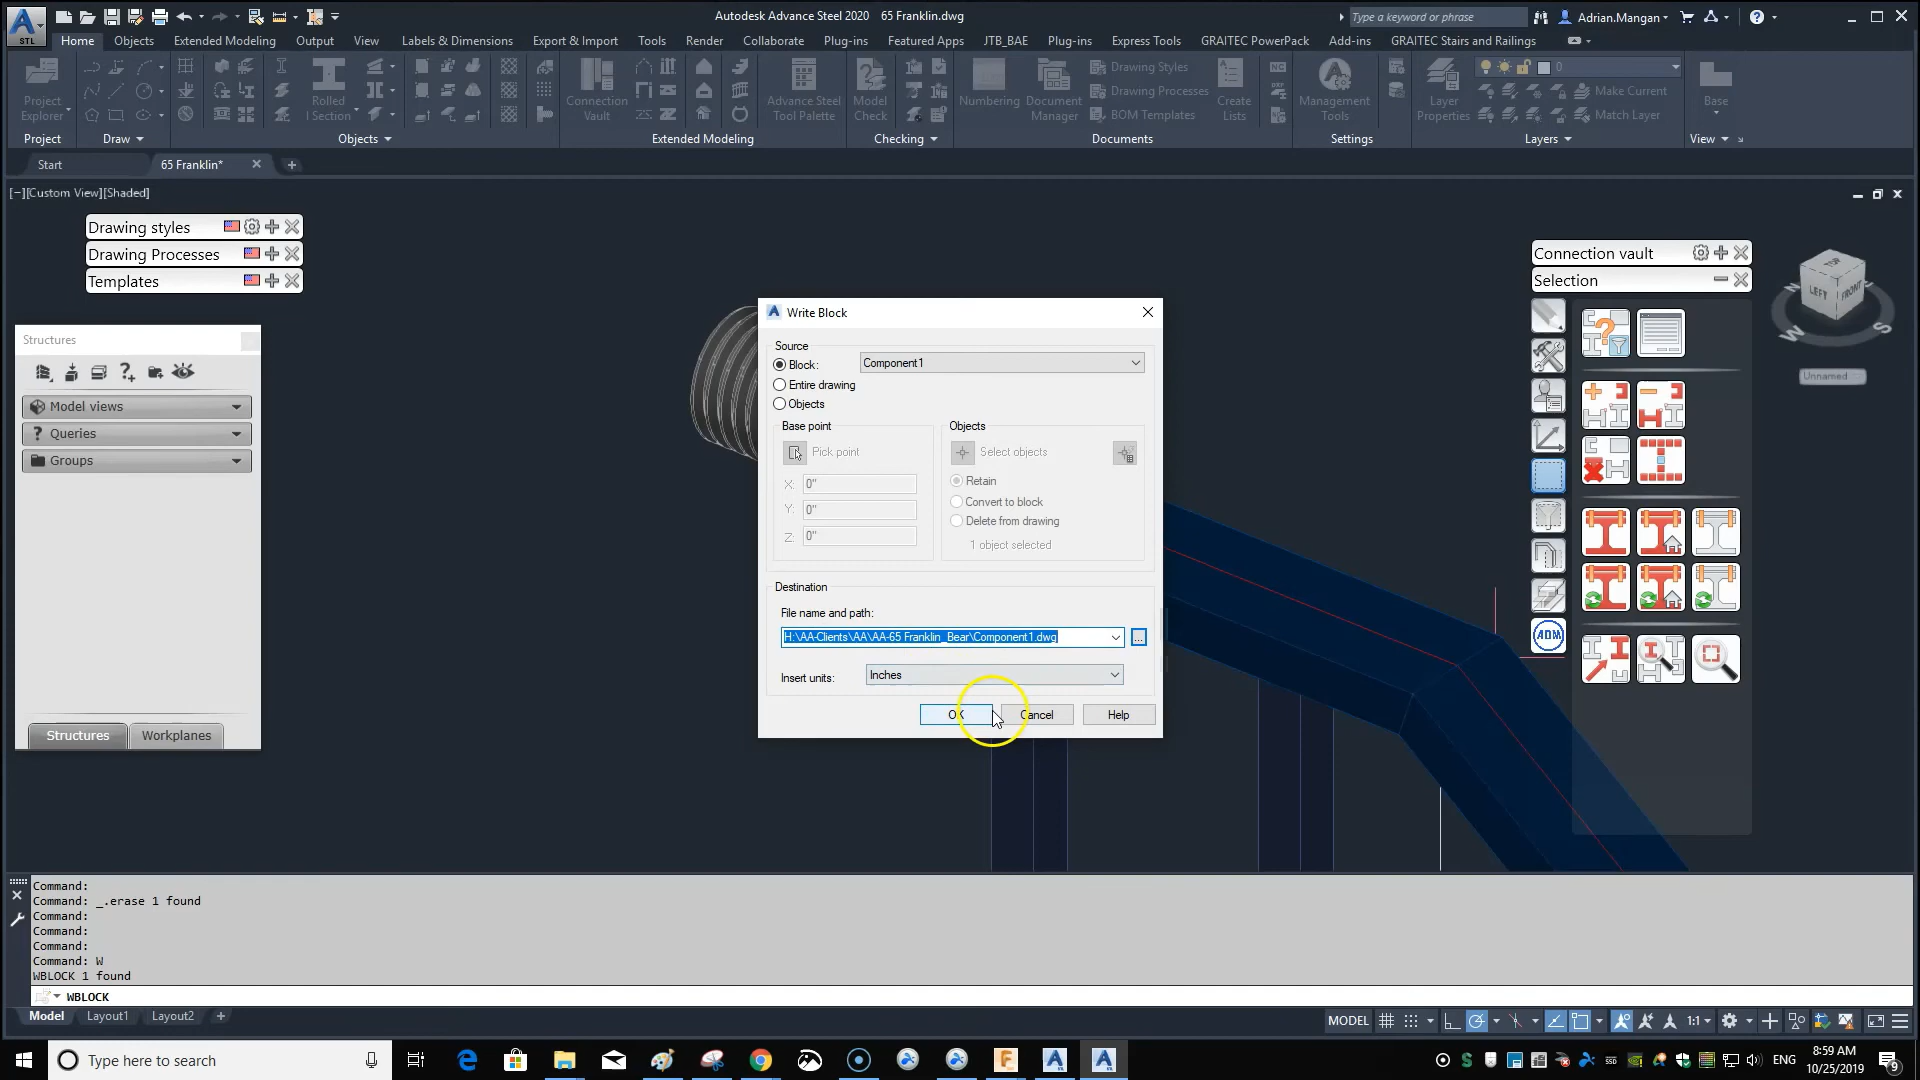 Autodesk Advance Steel 2020 65 Franklin.dwg
Type a keyword or phrase
Adrian.Mangan
STL
Home Objects Extended Modeling Output View Labels & Dimensions Export & Import Tools Render Collaborate Plug-ins Featured Apps JTB_BAE Plug-ins Express Tools GRAITEC PowerPack Add-ins GRAITEC Stairs and Railings
Project Explorer
Rolled I Section
Connection Vault
Advance Steel Tool Palette
Model Check
Numbering
Document Manager
Drawing Styles
Drawing Processes
BOM Templates
Create Lists
NC
DXF
Management Tools
Layer Properties
0
Make Current
Match Layer
Base
Project Draw Objects Extended Modeling Checking Documents Settings Layers View
Start 65 Franklin*
[−][Custom View][Shaded]
Drawing styles
Drawing Processes
Templates
Structures
Model views
Queries
Groups
Structures Workplanes
Write Block
Source
Block: Component1
Entire drawing
Objects
Base point
Pick point
X: 0"
Y: 0"
Z: 0"
Objects
Select objects
Retain
Convert to block
Delete from drawing
1 object selected
Destination
File name and path:
H:\AA-Clients\AA\AA-65 Franklin_Bear\Component1.dwg
...
Insert units: Inches
OK Cancel Help
Connection vault
Selection
ADM
TOP
LEFT
FRONT
N
W
S
Unnamed
Command:
Command: _.erase 1 found
Command:
Command:
Command:
Command: W
WBLOCK 1 found
WBLOCK
Model Layout1 Layout2
MODEL
1:1
Type here to search
ENG
8:59 AM
10/25/2019
9